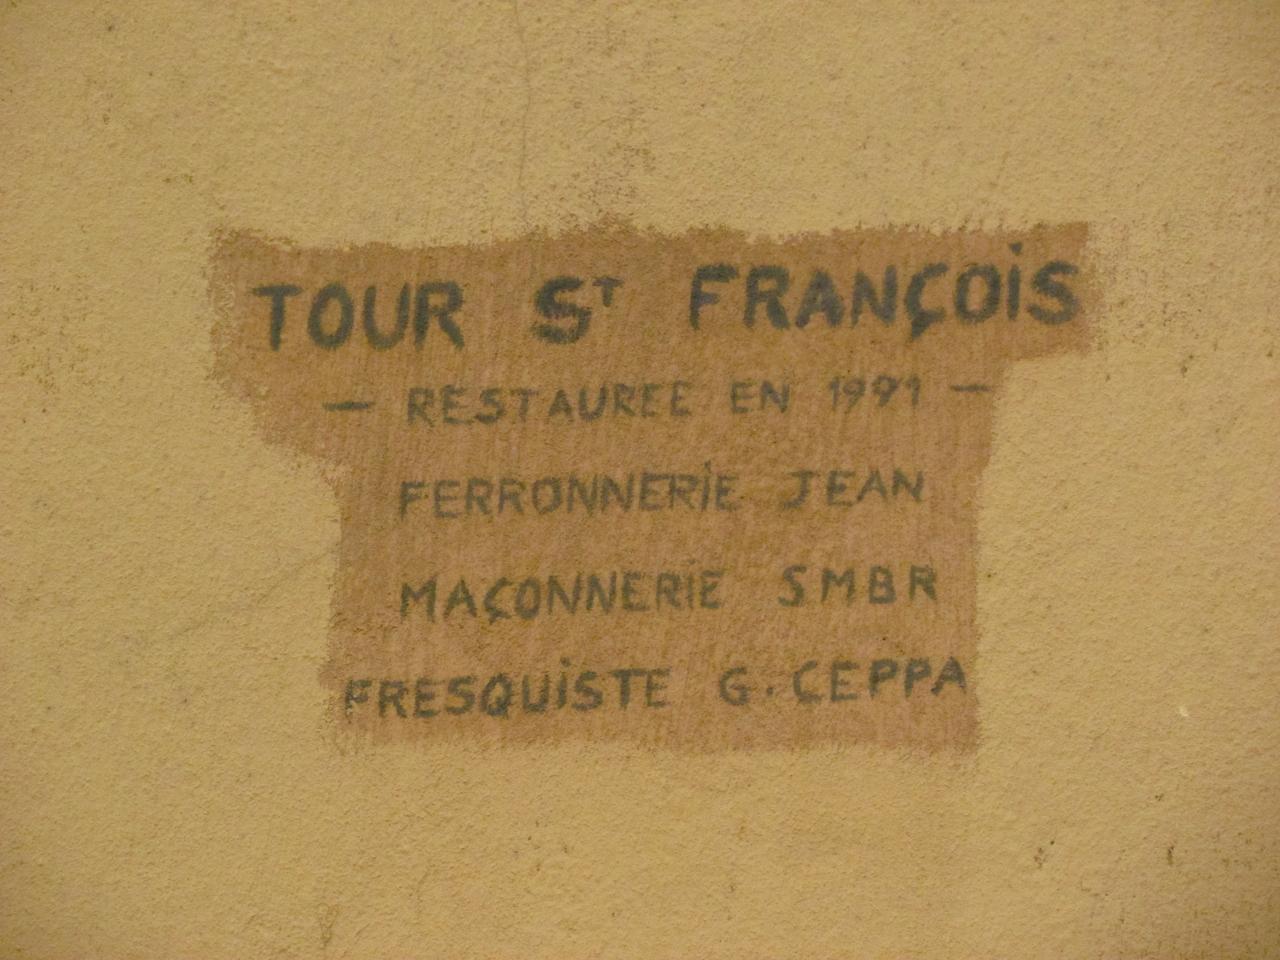 TOUR ST FRANÇOIS
— RESTAUREE EN 1991 —
FERRONNERIE JEAN
MAÇONNERIE SMBR
FRESQUISTE G. CEPPA